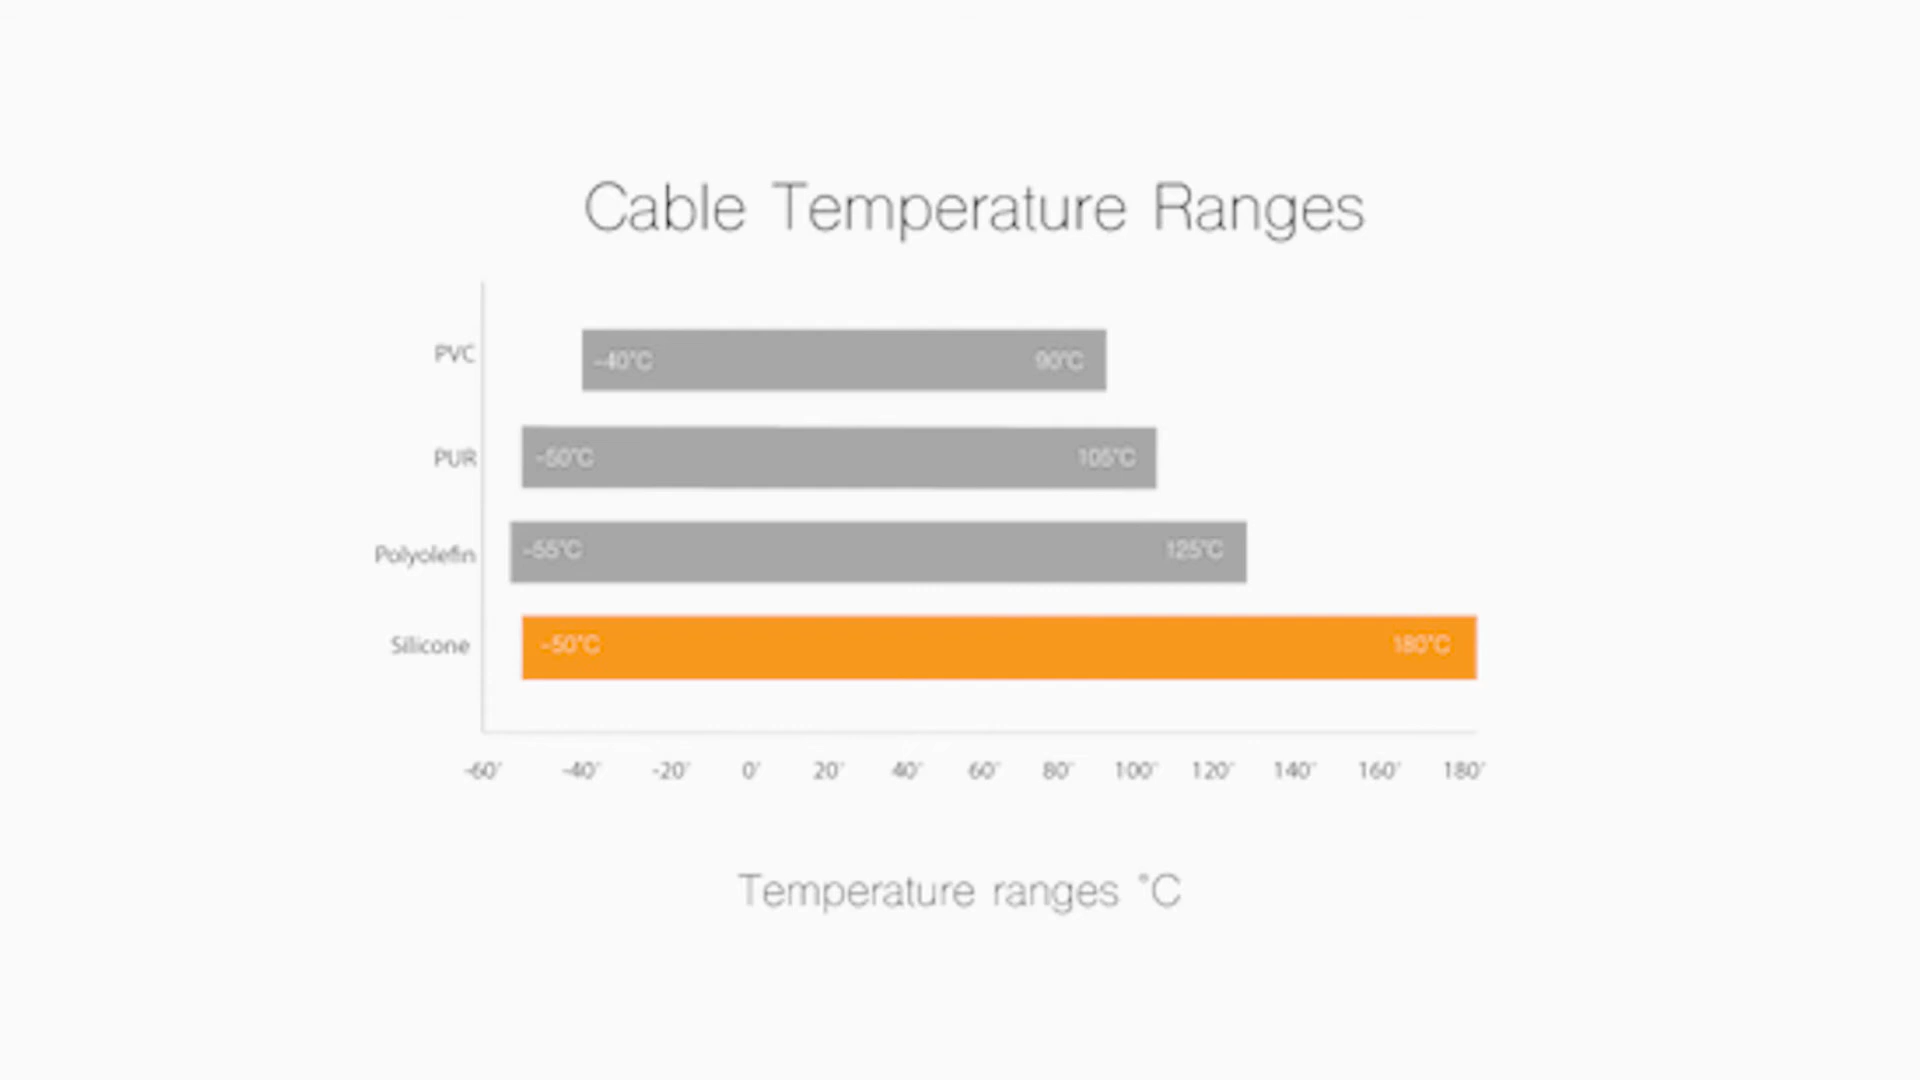 Cable Temperature Ranges
PVC
-40°C 90°C
PUR
-50°C 105°C
Polyolefin
-55°C 125°C
Silicone
-50°C 180°C
-60° -40° -20° 0° 20° 40° 60° 80° 100° 120° 140° 160° 180°
Temperature ranges °C